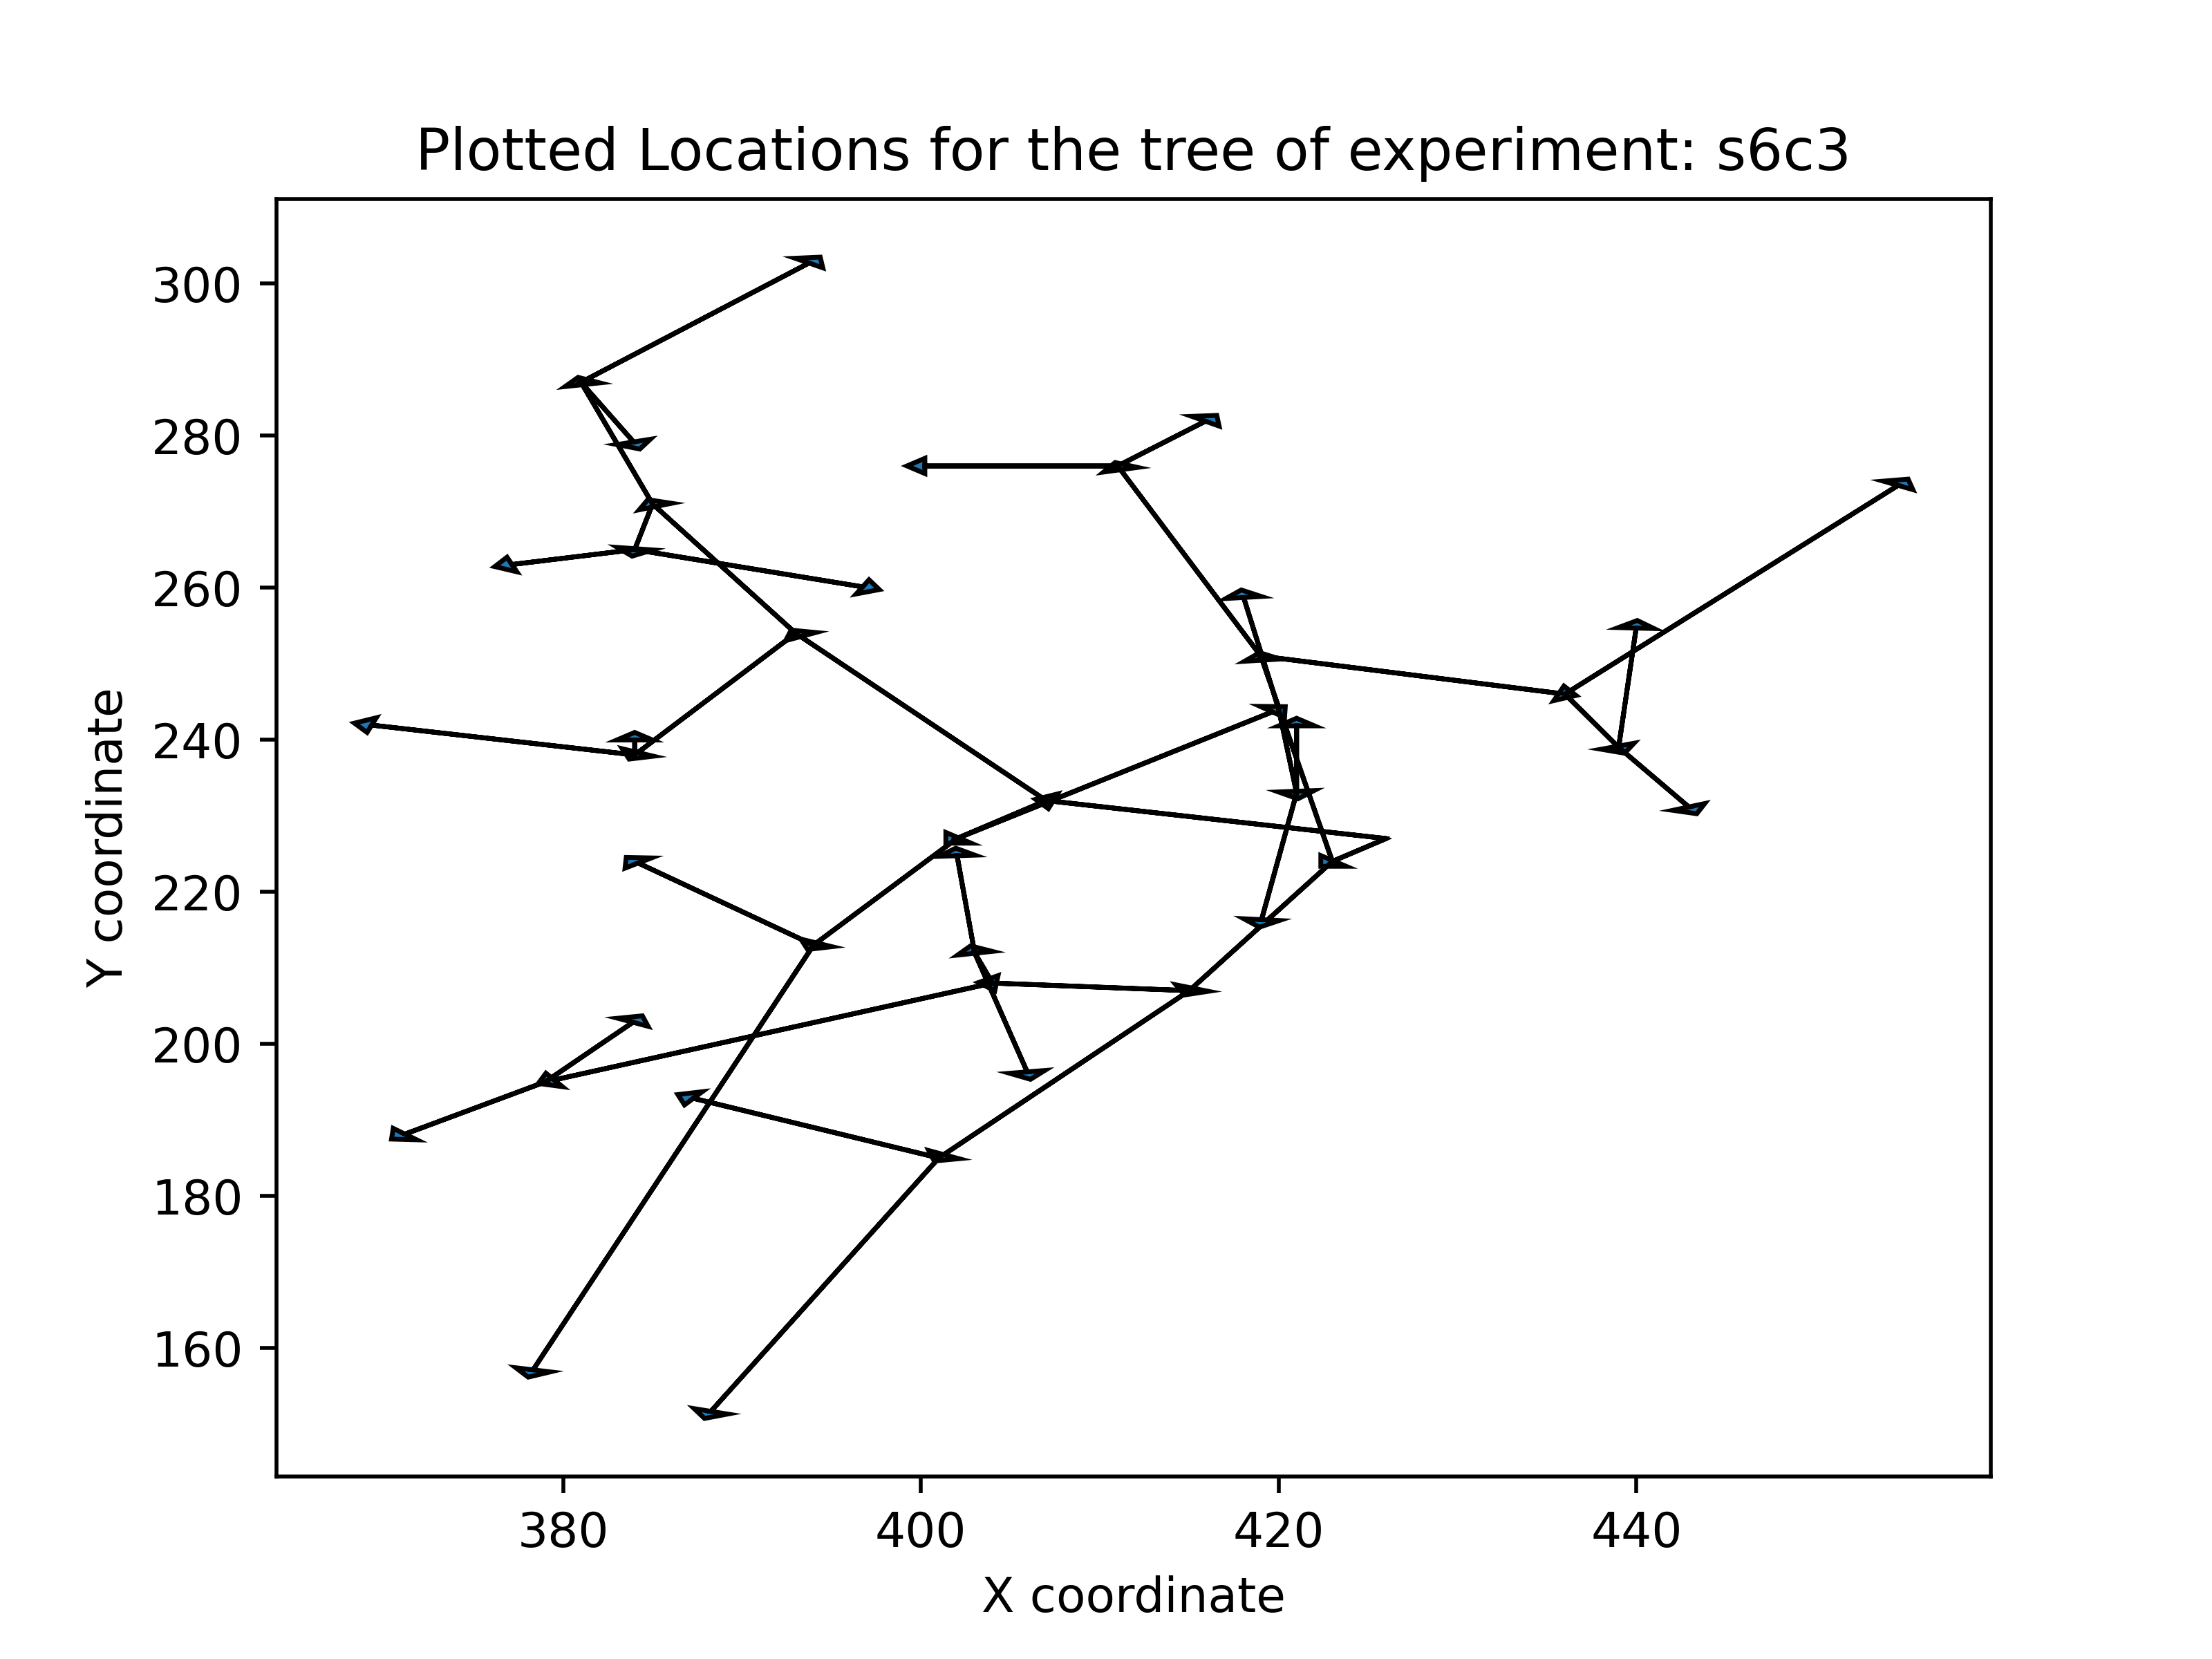 Plotted Locations for the tree of experiment: s6c3
300
280
260
240
220
200
180
160
Y coordinate
380 400 420 440
X coordinate